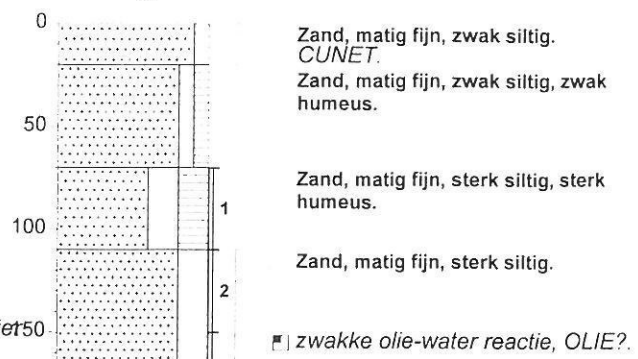 0
Zand, matig fijn, zwak siltig.
CUNET.
Zand, matig fijn, zwak siltig, zwak
humeus.
50
Zand, matig fijn, sterk siltig, sterk
humeus.
1
100
Zand, matig fijn, sterk siltig.
2
150
zwakke olie-water reactie, OLIE?.